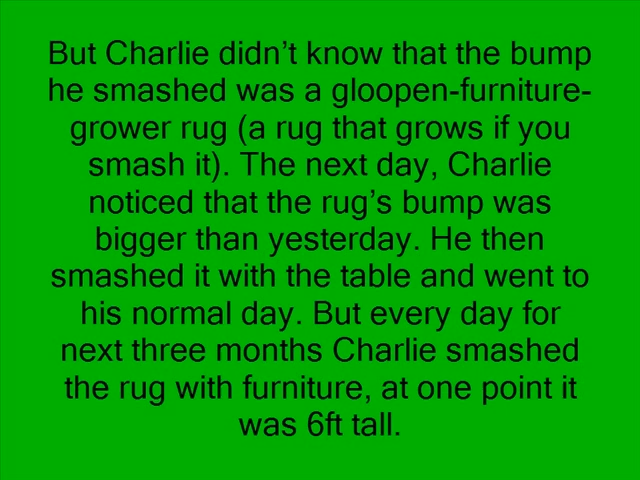 But Charlie didn’t know that the bump
he smashed was a gloopen-furniture-
grower rug (a rug that grows if you
smash it). The next day, Charlie
noticed that the rug’s bump was
bigger than yesterday. He then
smashed it with the table and went to
his normal day. But every day for
next three months Charlie smashed
the rug with furniture, at one point it
was 6ft tall.